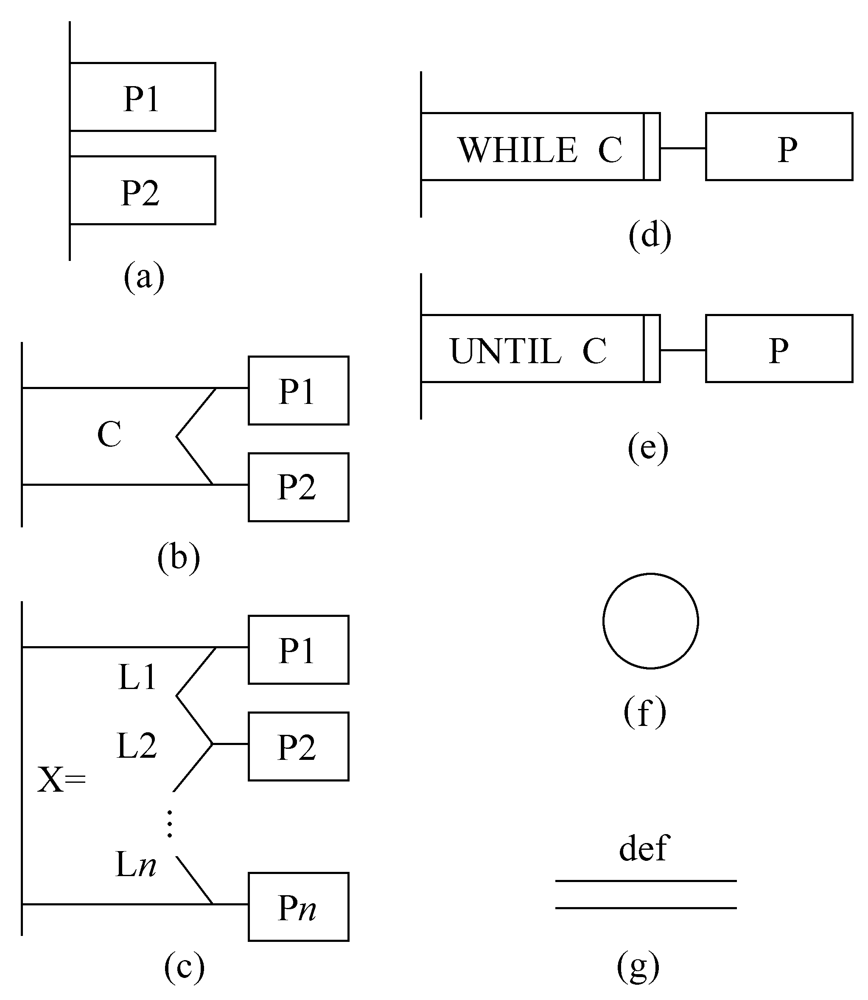 P1
P2
(a)
C
P1
P2
(b)
X=
L1
P1
L2
P2
⋮
Ln
Pn
(c)
WHILE C
P
(d)
UNTIL C
P
(e)
(f)
def
(g)